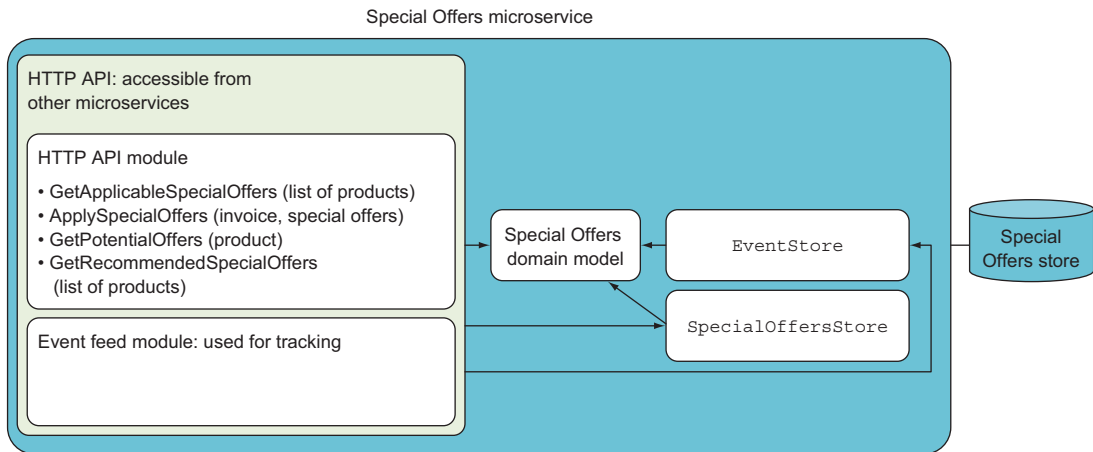 Special Offers microservice
HTTP API: accessible from
other microservices
HTTP API module
• GetApplicableSpecialOffers (list of products)
• ApplySpecialOffers (invoice, special offers)
• GetPotentialOffers (product)
• GetRecommendedSpecialOffers
(list of products)
Event feed module: used for tracking
Special Offers
domain model
EventStore
SpecialOffersStore
Special
Offers store